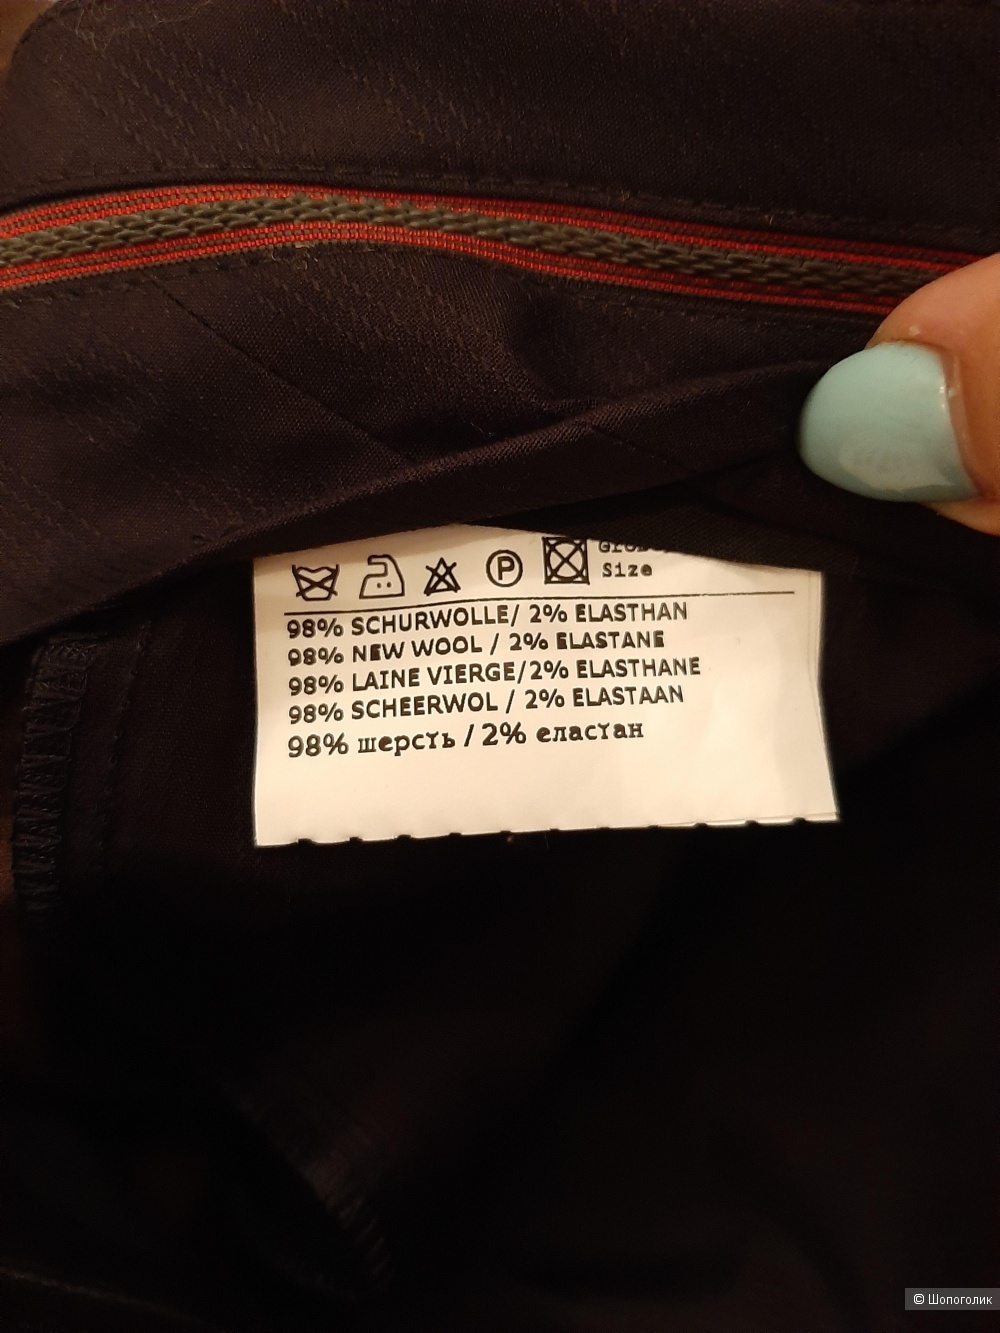 P
Size
98% SCHURWOLLE/ 2% ELASTHAN
98% NEW WOOL / 2% ELASTANE
98% LAINE VIERGE/2% ELASTHANE
98% SCHEERWOL / 2% ELASTAAN
98% шерсть / 2% еластан
© Шопоголик